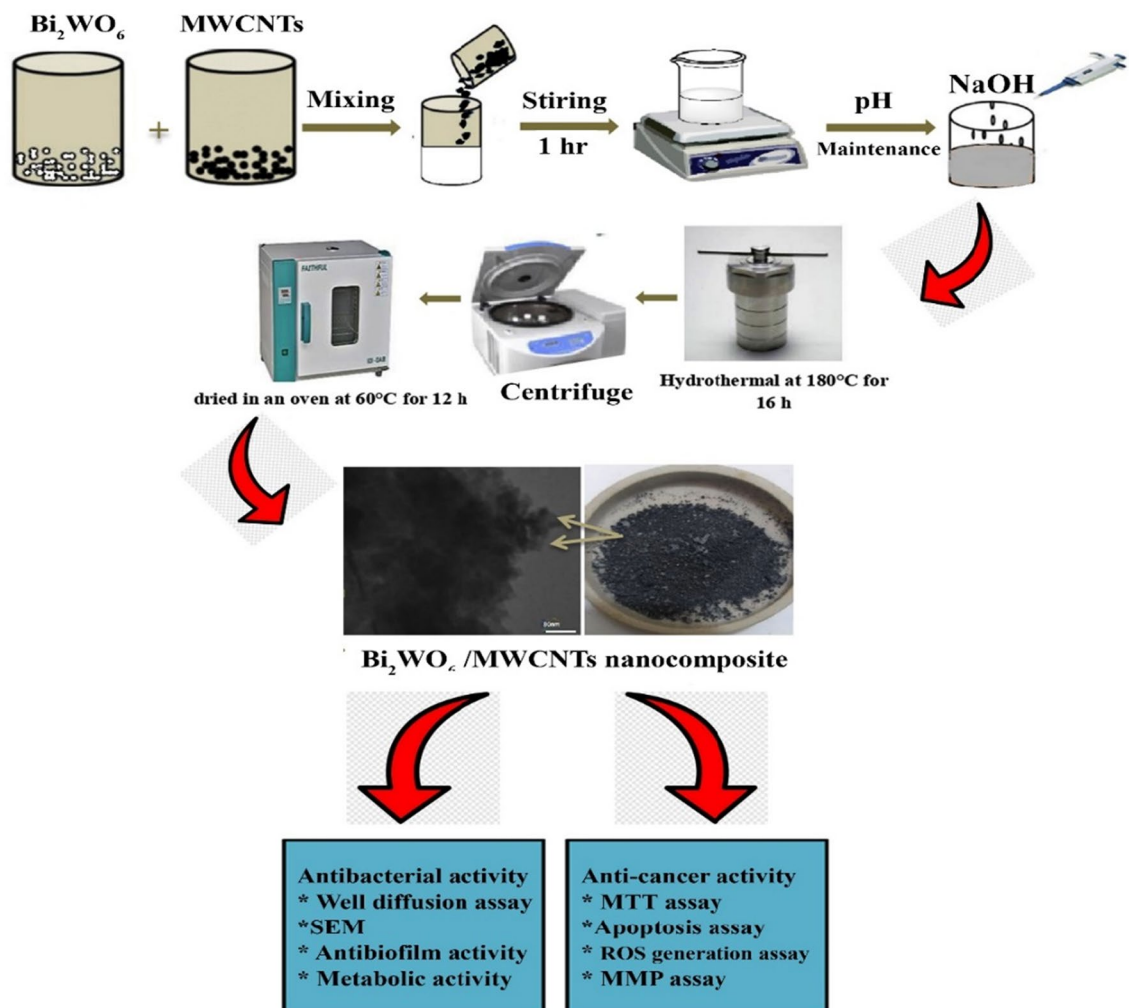 Bi₂WO₆ MWCNTs
+
Mixing
Stiring
1 hr
pH
Maintenance
NaOH
FAITHFUL
dried in an oven at 60°C for 12 h
Centrifuge
Hydrothermal at 180°C for
16 h
Bi₂WO₆ /MWCNTs nanocomposite
Antibacterial activity
* Well diffusion assay
*SEM
* Antibiofilm activity
* Metabolic activity
Anti-cancer activity
* MTT assay
*Apoptosis assay
* ROS generation assay
* MMP assay